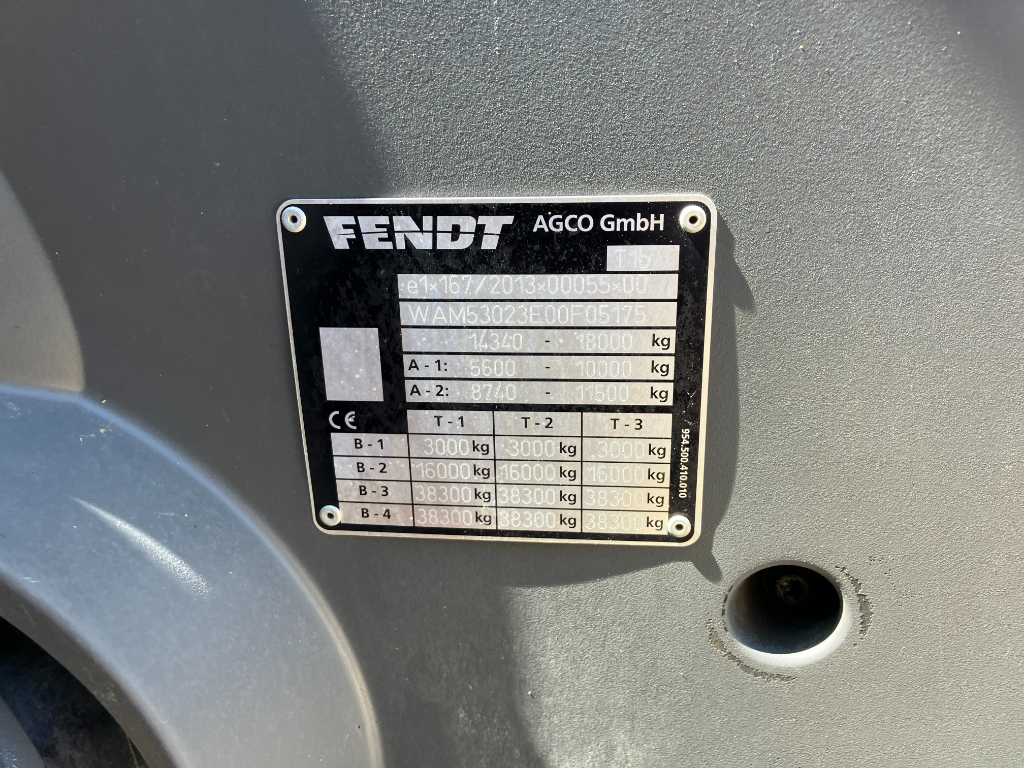 FENDT AGCO GmbH
T1b
e1*167/2013*00055*00
WAM53023E00F05175
14340 - 18000 kg
A - 1: 5600 - 10000 kg
A - 2: 8740 - 11500 kg
CE T - 1 T - 2 T - 3
B - 1 3000 kg 3000 kg 3000 kg
B - 2 16000 kg 16000 kg 16000 kg
B - 3 38300 kg 38300 kg 38300 kg
B - 4 38300 kg 38300 kg 38300 kg
954.500.410.010